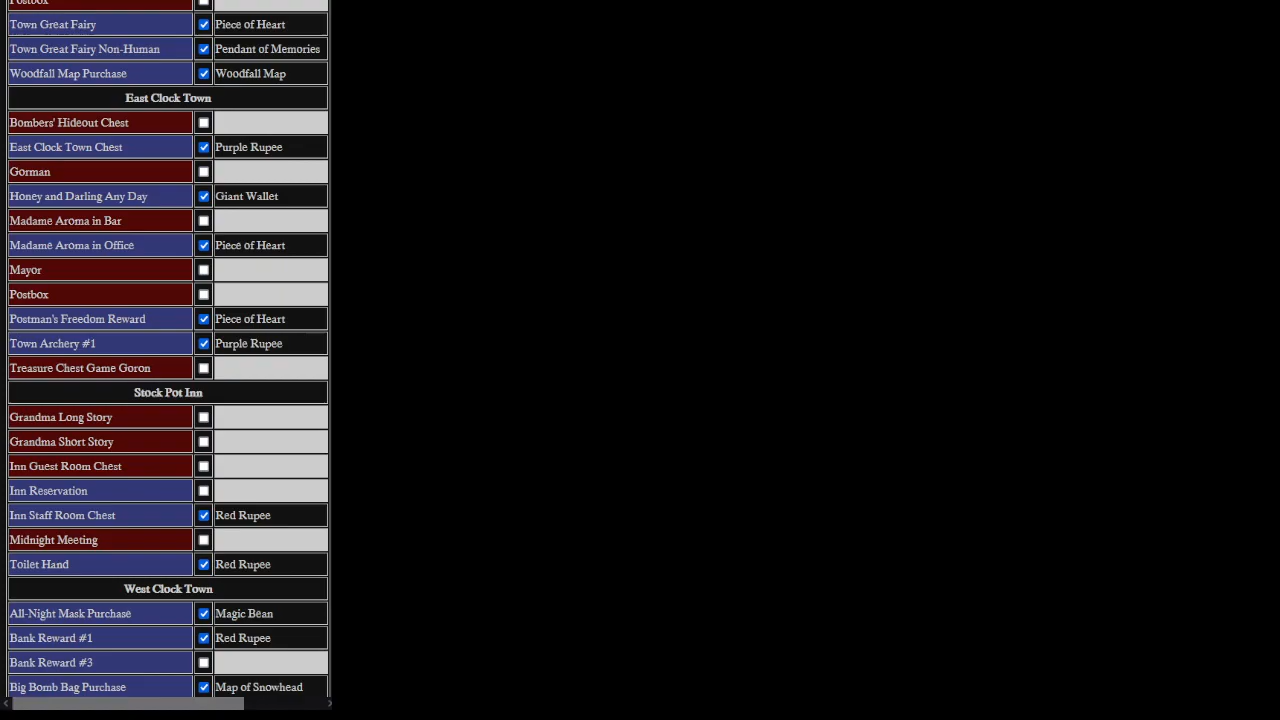 Postbox
Town Great Fairy Piece of Heart
Town Great Fairy Non-Human Pendant of Memories
Woodfall Map Purchase Woodfall Map
East Clock Town
Bombers' Hideout Chest
East Clock Town Chest Purple Rupee
Gorman
Honey and Darling Any Day Giant Wallet
Madame Aroma in Bar
Madame Aroma in Office Piece of Heart
Mayor
Postbox
Postman's Freedom Reward Piece of Heart
Town Archery #1 Purple Rupee
Treasure Chest Game Goron
Stock Pot Inn
Grandma Long Story
Grandma Short Story
Inn Guest Room Chest
Inn Reservation
Inn Staff Room Chest Red Rupee
Midnight Meeting
Toilet Hand Red Rupee
West Clock Town
All-Night Mask Purchase Magic Bean
Bank Reward #1 Red Rupee
Bank Reward #3
Big Bomb Bag Purchase Map of Snowhead